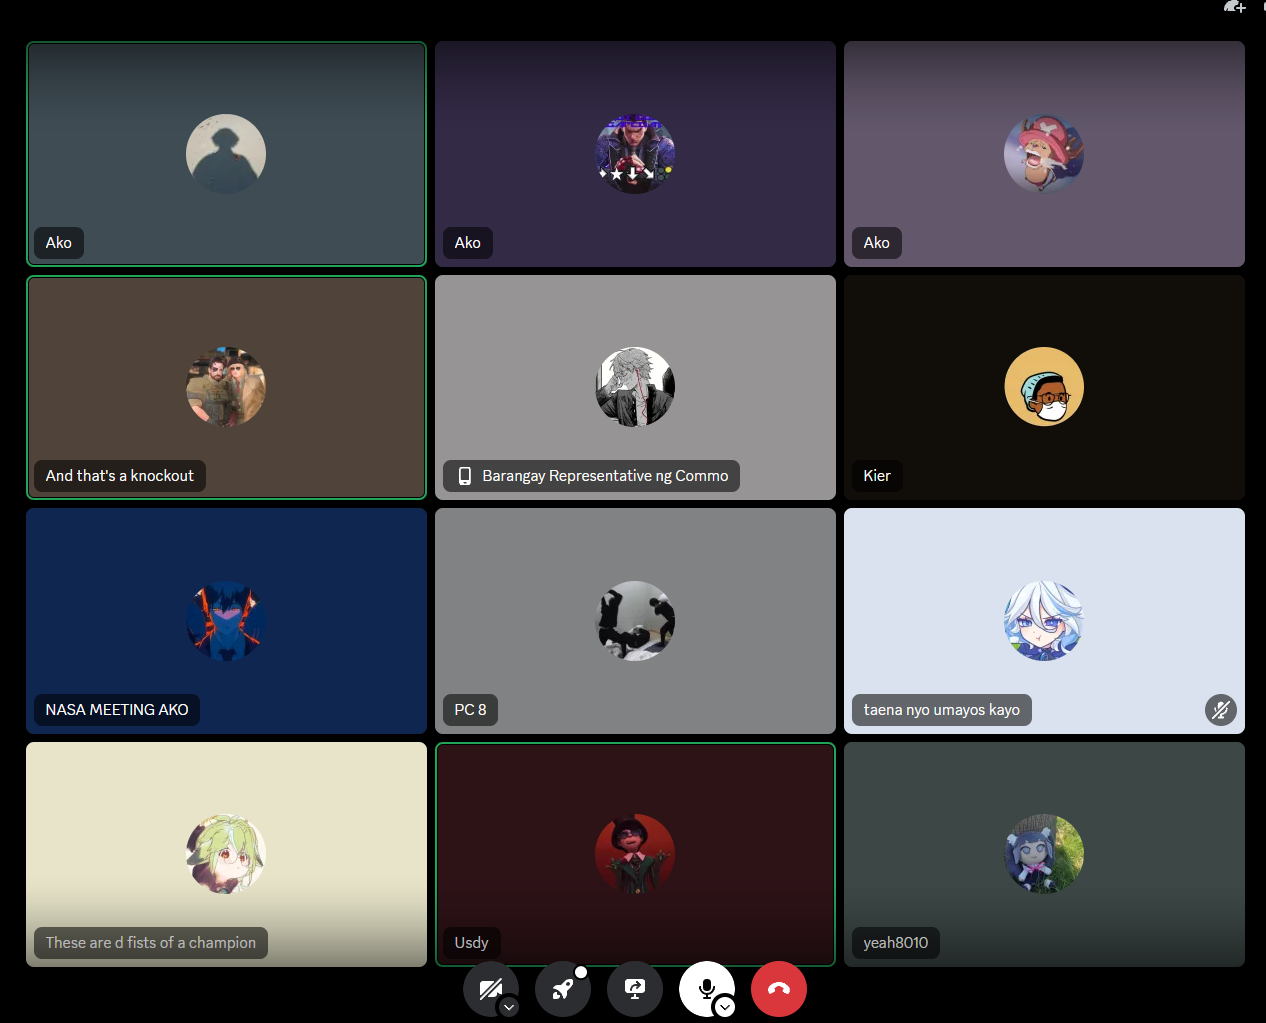 Ako
Ako
Ako
And that's a knockout
Barangay Representative ng Commo
Kier
NASA MEETING AKO
PC 8
taena nyo umayos kayo
These are d fists of a champion
Usdy
yeah8010